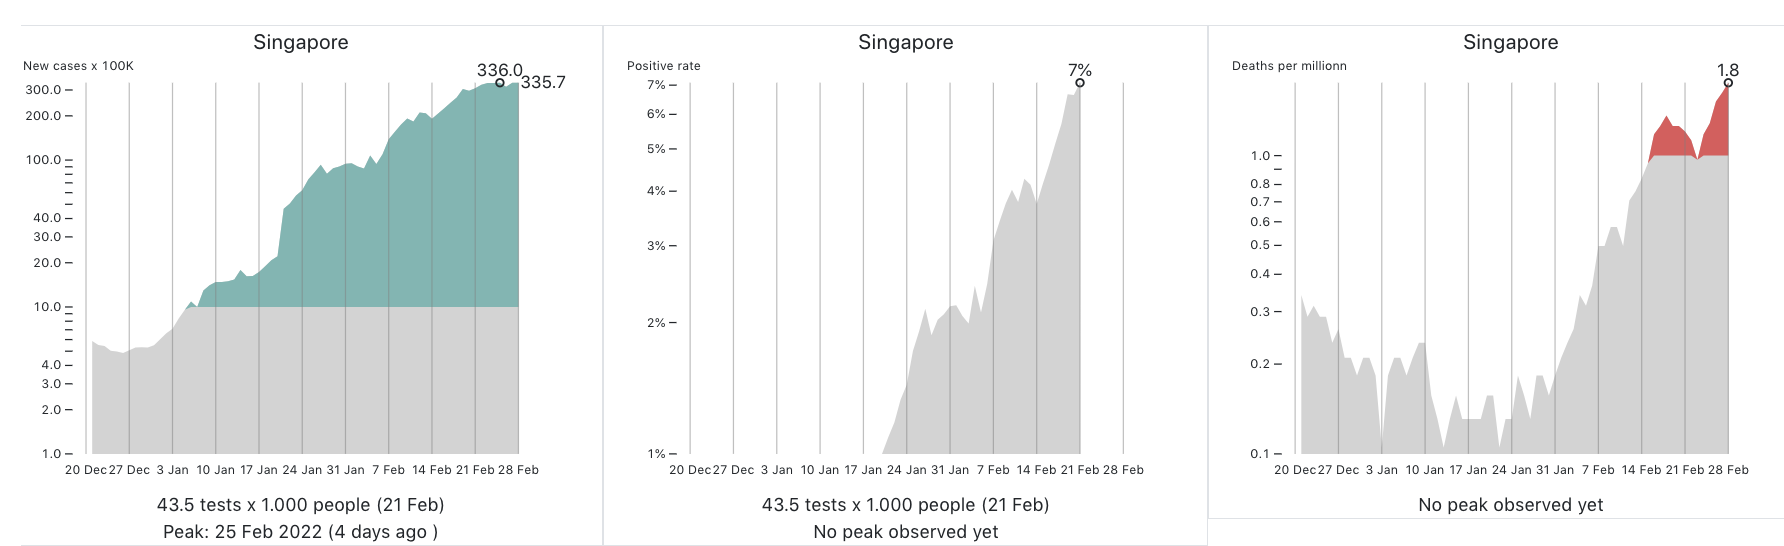 Singapore
New cases x 100K
336.0
335.7
300.0
200.0
100.0
40.0
30.0
20.0
10.0
4.0
3.0
2.0
1.0
20 Dec 27 Dec 3 Jan 10 Jan 17 Jan 24 Jan 31 Jan 7 Feb 14 Feb 21 Feb 28 Feb
43.5 tests x 1.000 people (21 Feb)
Peak: 25 Feb 2022 (4 days ago )
Singapore
Positive rate
7%
7%
6%
5%
4%
3%
2%
1%
20 Dec 27 Dec 3 Jan 10 Jan 17 Jan 24 Jan 31 Jan 7 Feb 14 Feb 21 Feb 28 Feb
43.5 tests x 1.000 people (21 Feb)
No peak observed yet
Singapore
Deaths per millionn
1.8
1.0
0.8
0.7
0.6
0.5
0.4
0.3
0.2
0.1
20 Dec 27 Dec 3 Jan 10 Jan 17 Jan 24 Jan 31 Jan 7 Feb 14 Feb 21 Feb 28 Feb
No peak observed yet